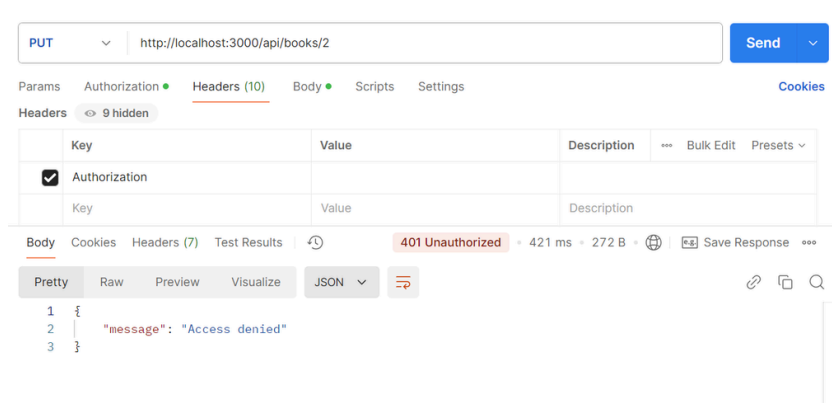 PUT http://localhost:3000/api/books/2 Send
Params Authorization Headers (10) Body Scripts Settings Cookies
Headers 9 hidden
Key Value Description Bulk Edit Presets
Authorization
Key Value Description
Body Cookies Headers (7) Test Results 401 Unauthorized 421 ms 272 B e.g. Save Response
Pretty Raw Preview Visualize JSON
1 {
2 "message": "Access denied"
3 }